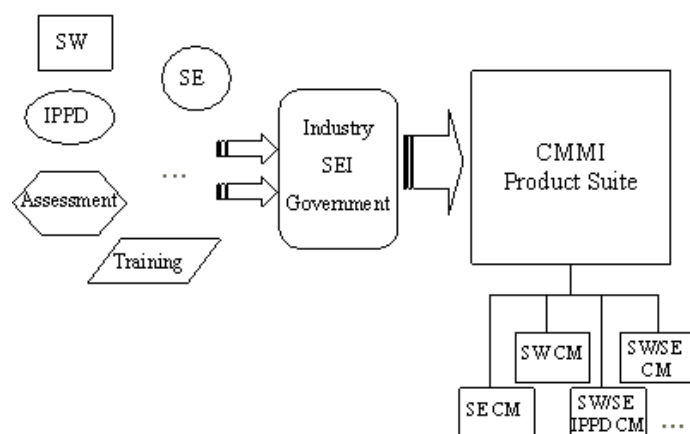 SW
SE
IPPD
...
Assessment
Training
Industry
SEI
Government
CMMI
Product Suite
SW CM
SW/SE
CM
SE CM
SW/SE
IPPD CM
...